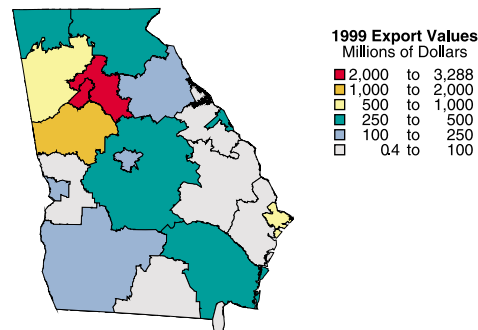 1999 Export Values
Millions of Dollars
2,000 to 3,288
1,000 to 2,000
500 to 1,000
250 to 500
100 to 250
0.4 to 100